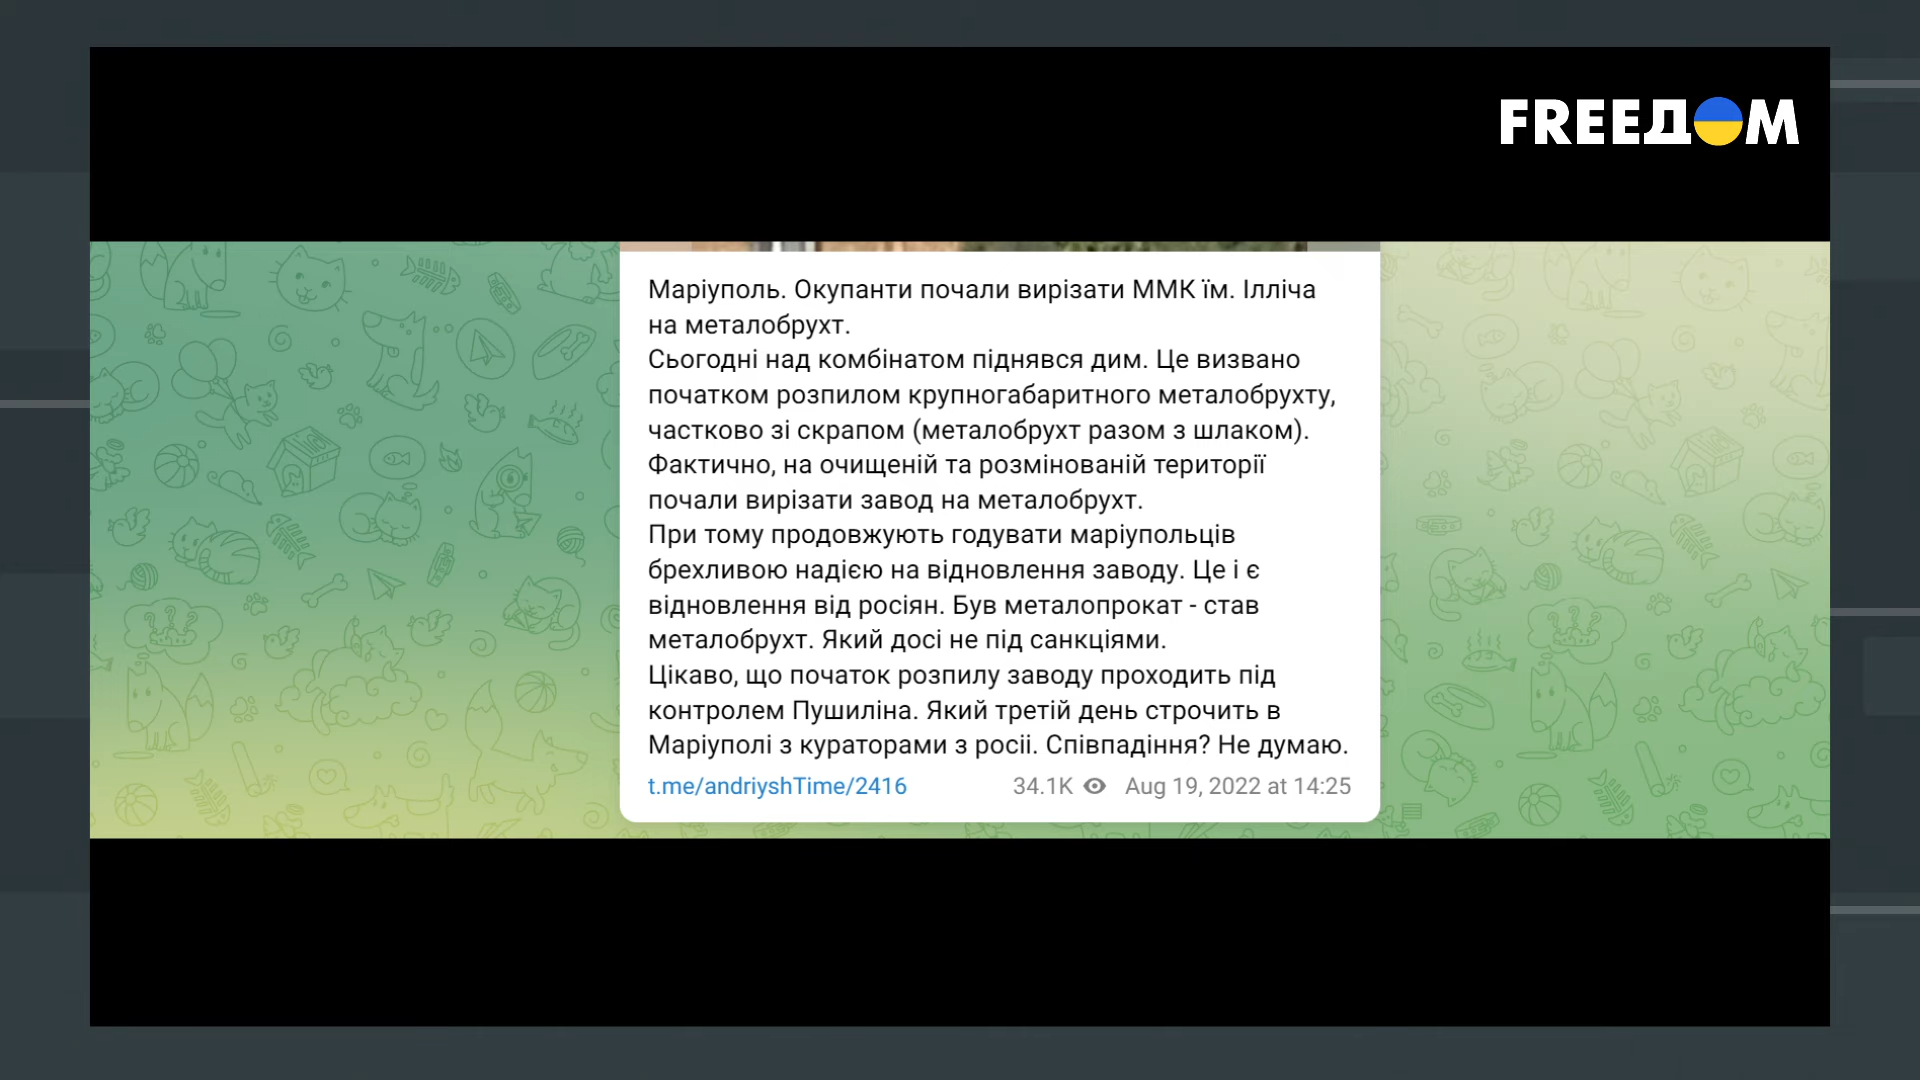 FREEДОМ
Маріуполь. Окупанти почали вирізати ММК їм. Ілліча
на металобрухт.
Сьогодні над комбінатом піднявся дим. Це визвано
початком розпилом крупногабаритного металобрухту,
частково зі скрапом (металобрухт разом з шлаком).
Фактично, на очищеній та розмінованій території
почали вирізати завод на металобрухт.
При тому продовжують годувати маріупольців
брехливою надією на відновлення заводу. Це і є
відновлення від росіян. Був металопрокат - став
металобрухт. Який досі не під санкціями.
Цікаво, що початок розпилу заводу проходить під
контролем Пушиліна. Який третій день строчить в
Маріуполі з кураторами з росіі. Співпадіння? Не думаю.
t.me/andriyshTime/2416 34.1K Aug 19, 2022 at 14:25